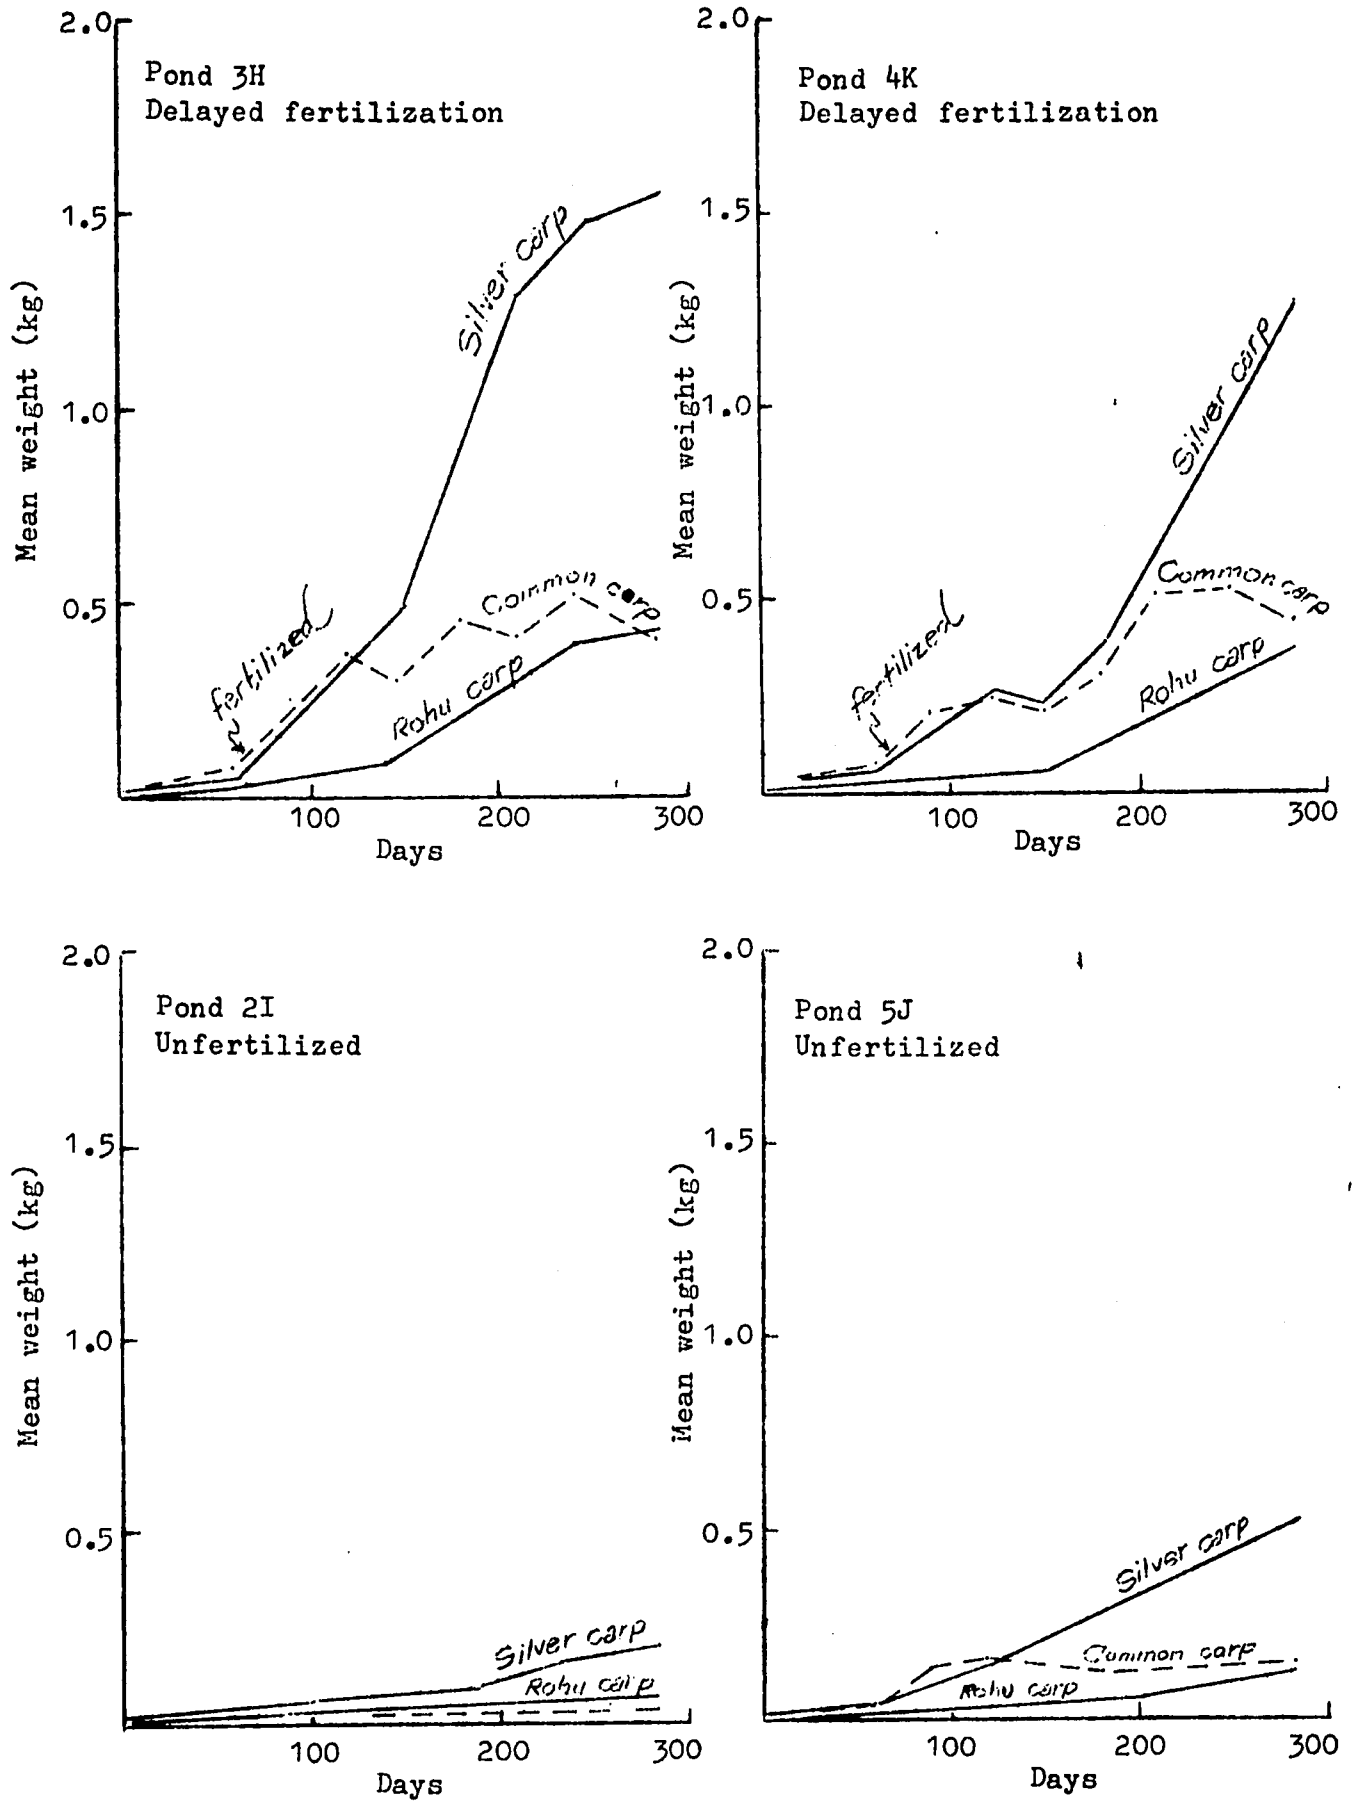 2.0
Pond 3H
Delayed fertilization
1.5
1.0
0.5
Mean weight (kg)
Silver carp
Common carp
Rohu carp
fertilized
100
200
300
Days
2.0
Pond 4K
Delayed fertilization
1.5
1.0
0.5
Mean weight (kg)
Silver carp
Common carp
Rohu carp
fertilized
100
200
300
Days
2.0
Pond 2I
Unfertilized
1.5
1.0
0.5
Mean weight (kg)
Silver carp
Rohu carp
100
200
300
Days
2.0
Pond 5J
Unfertilized
1.5
1.0
0.5
Mean weight (kg)
Silver carp
Common carp
Rohu carp
100
200
300
Days